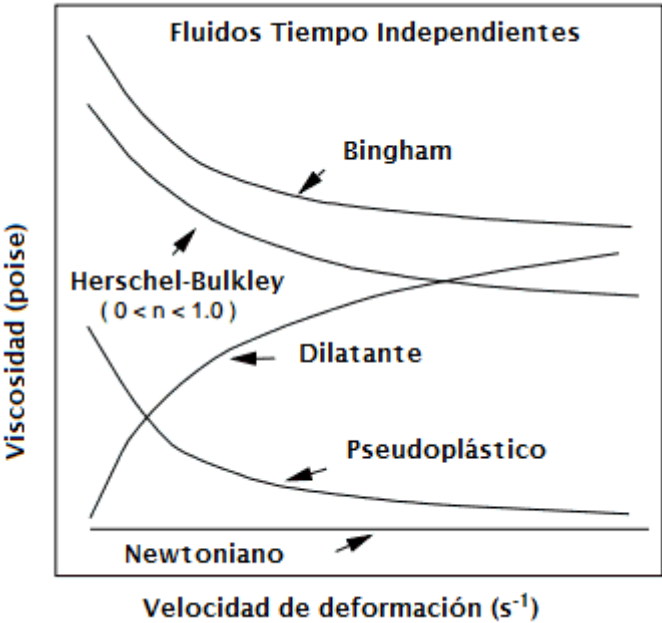 Fluidos Tiempo Independientes
Bingham
Herschel-Bulkley
( 0 < n < 1.0 )
Dilatante
Pseudoplástico
Newtoniano
Viscosidad (poise)
Velocidad de deformación (s⁻¹)